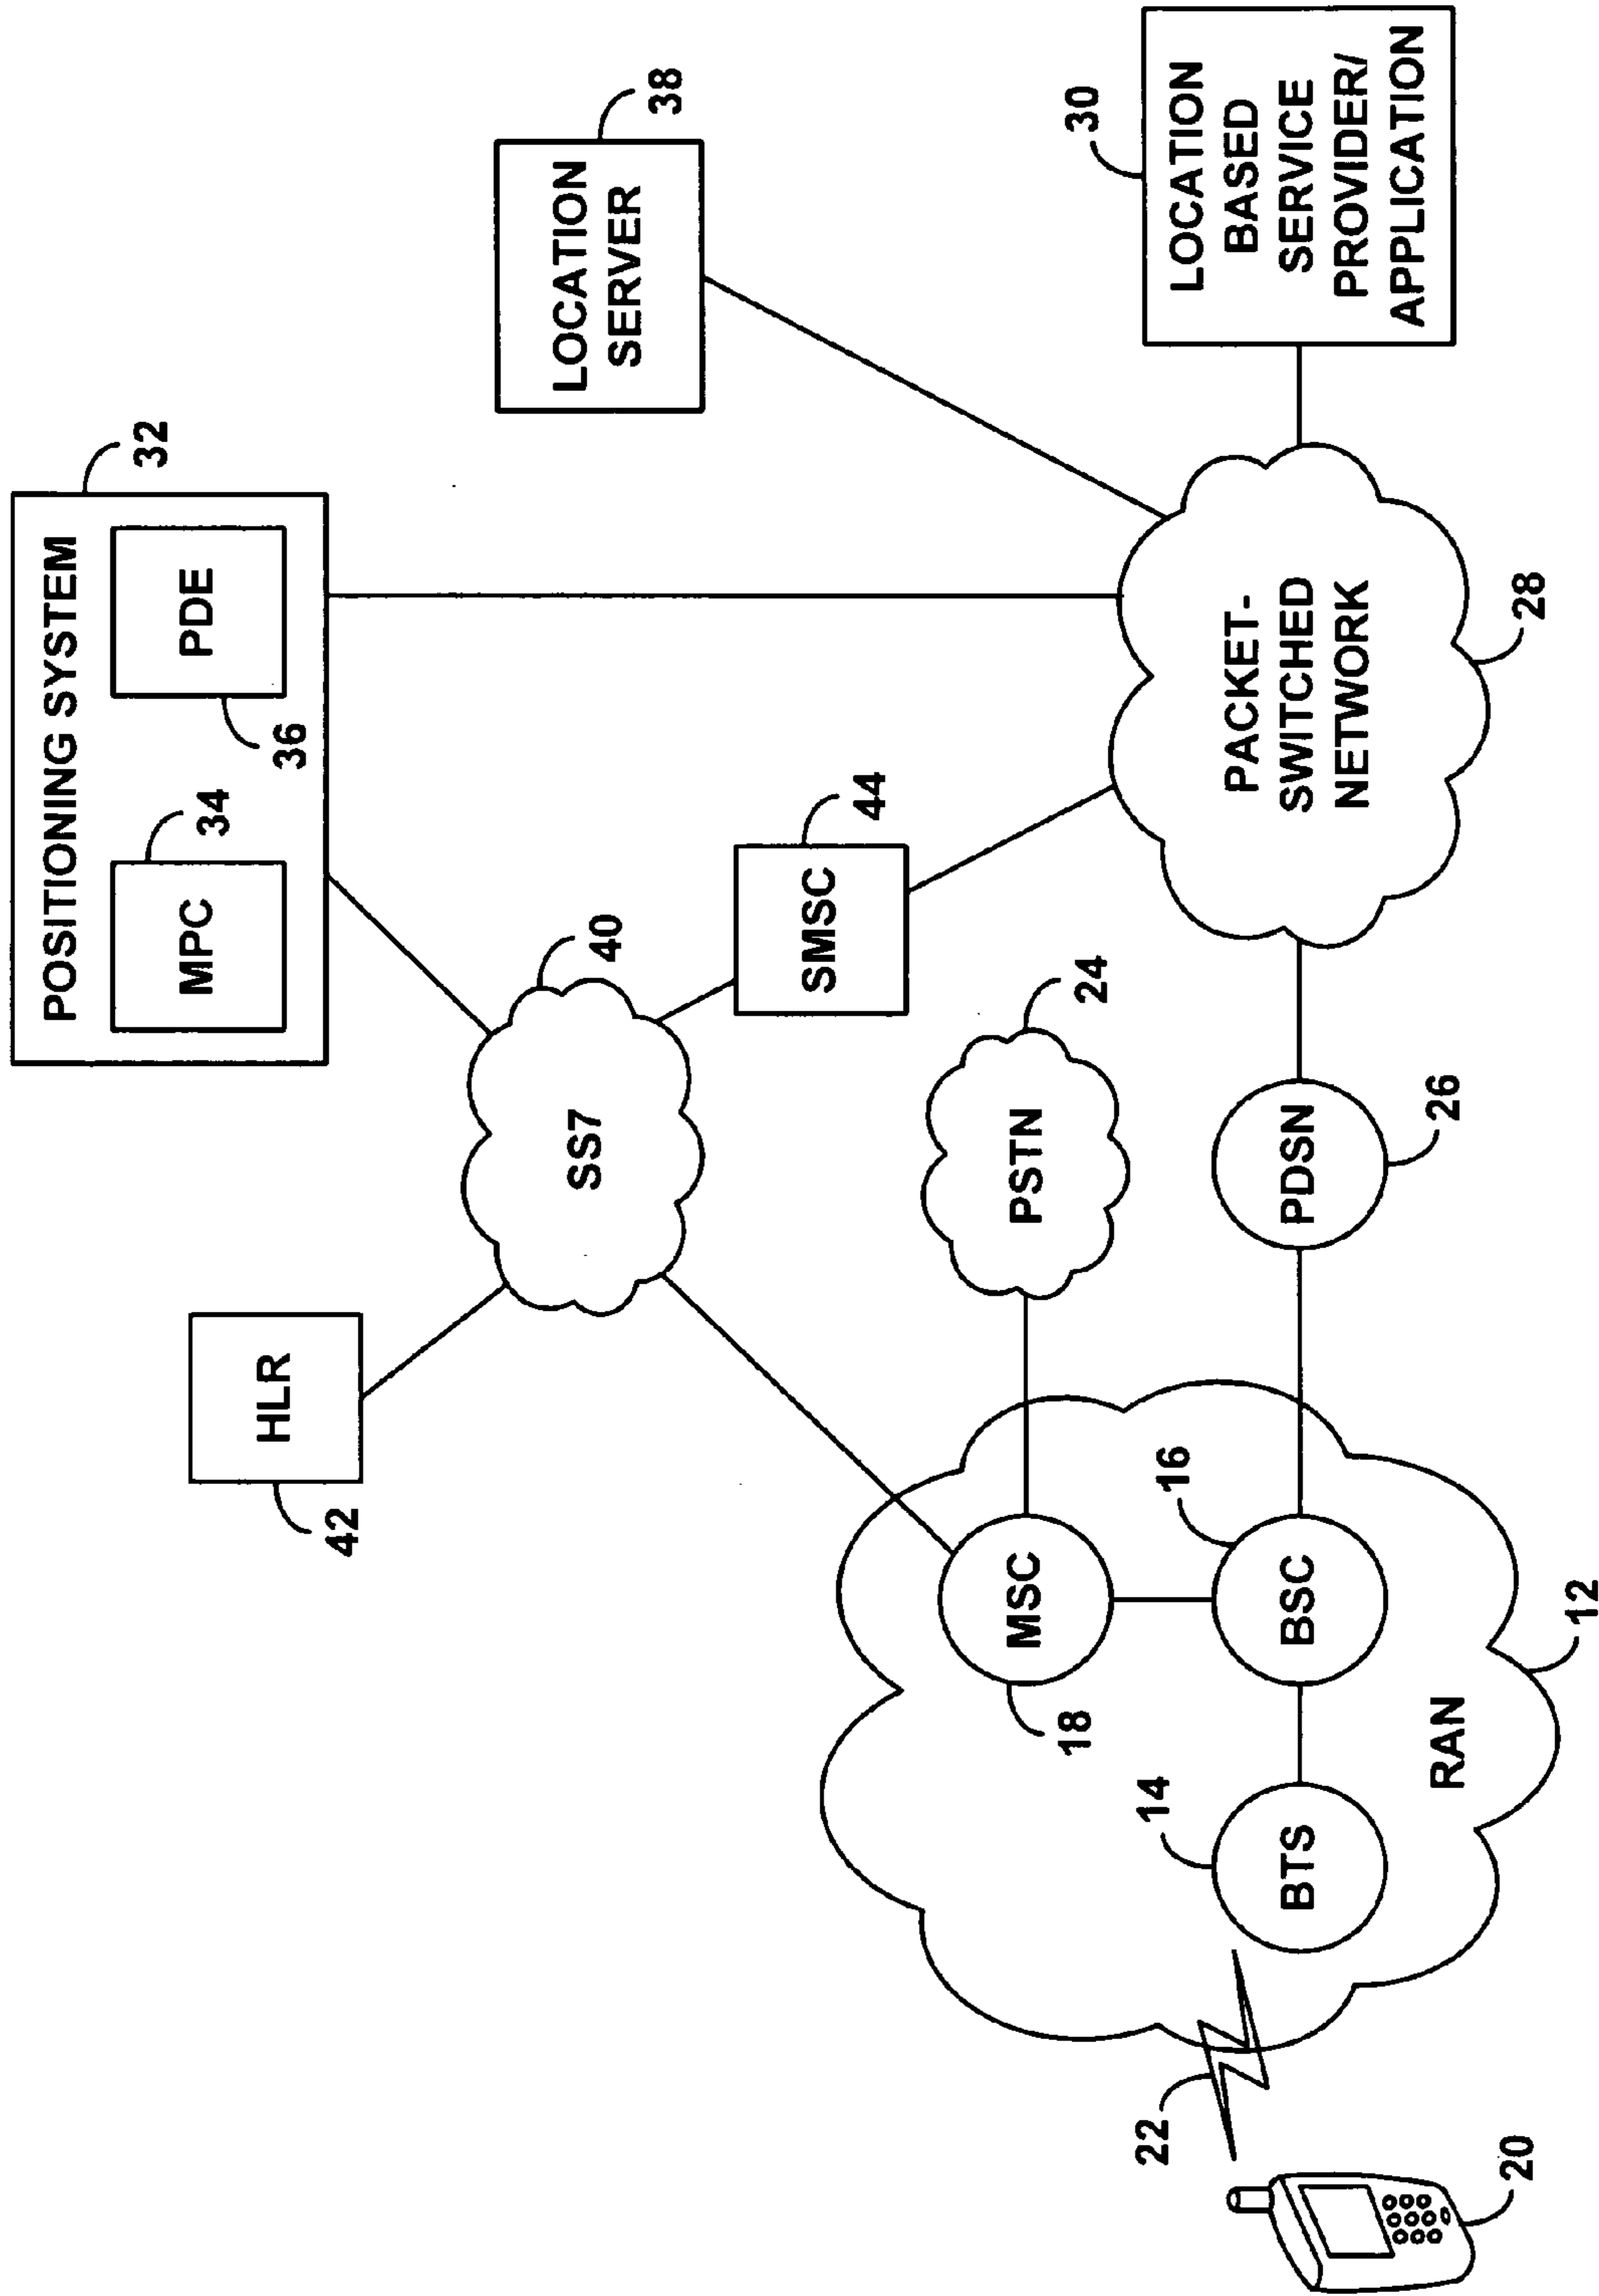 POSITIONING SYSTEM
32
MPC
34
PDE
36
HLR
42
SS7
40
LOCATION
SERVER
38
SMSC
44
PSTN
24
MSC
18
BSC
16
BTS
14
RAN
12
22
20
PDSN
26
PACKET-
SWITCHED
NETWORK
28
LOCATION
BASED
SERVICE
PROVIDER/
APPLICATION
30